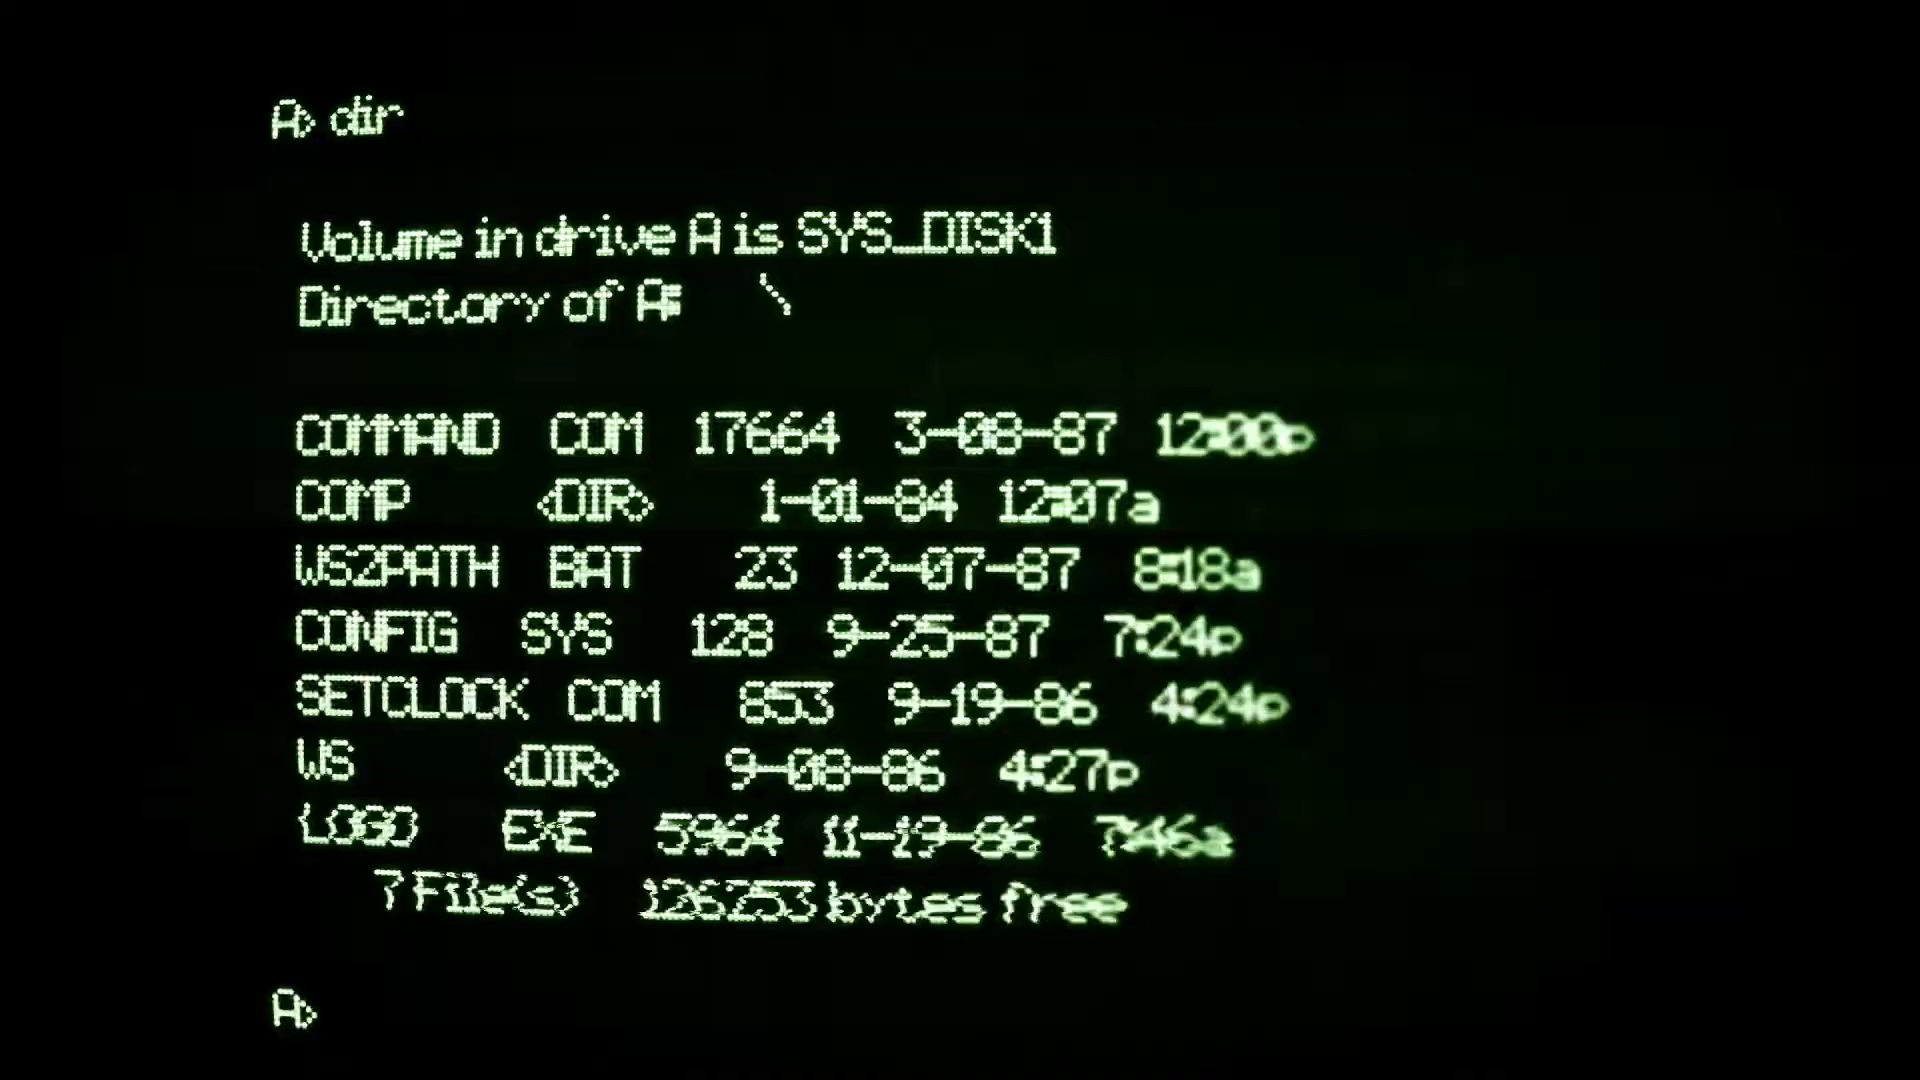 A> dir
Volume in drive A is SYS_DISK1
Directory of A: \
COMMAND COM 17664 3-08-87 12:00p
COMP <DIR> 1-01-84 12:07a
WS2PATH BAT 23 12-07-87 8:18a
CONFIG SYS 128 9-25-87 7:24p
SETCLOCK COM 853 9-19-86 4:24p
WS <DIR> 9-08-86 4:27p
LOGO EXE 5964 11-19-86 7:46a
7 File(s) bytes free
A>